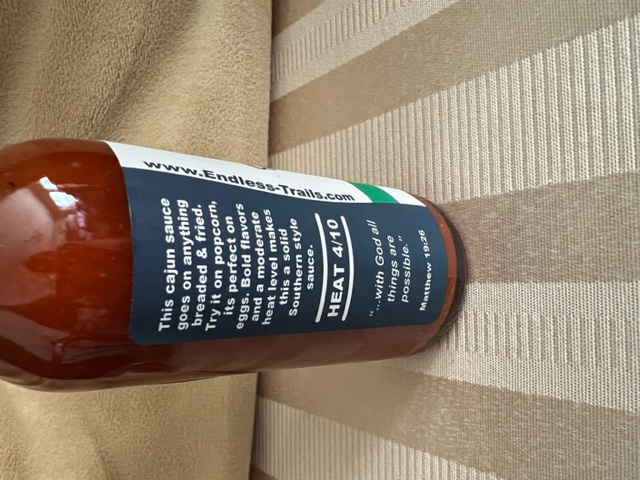 This cajun sauce
goes on anything
breaded & fried.
Try it on popcorn,
its perfect on
eggs. Bold flavors
and a moderate
heat level makes
this a solid
Southern style
sauce.
HEAT 4/10
"...with God all
things are
possible."
Matthew 19:26
www.Endless-Trails.com